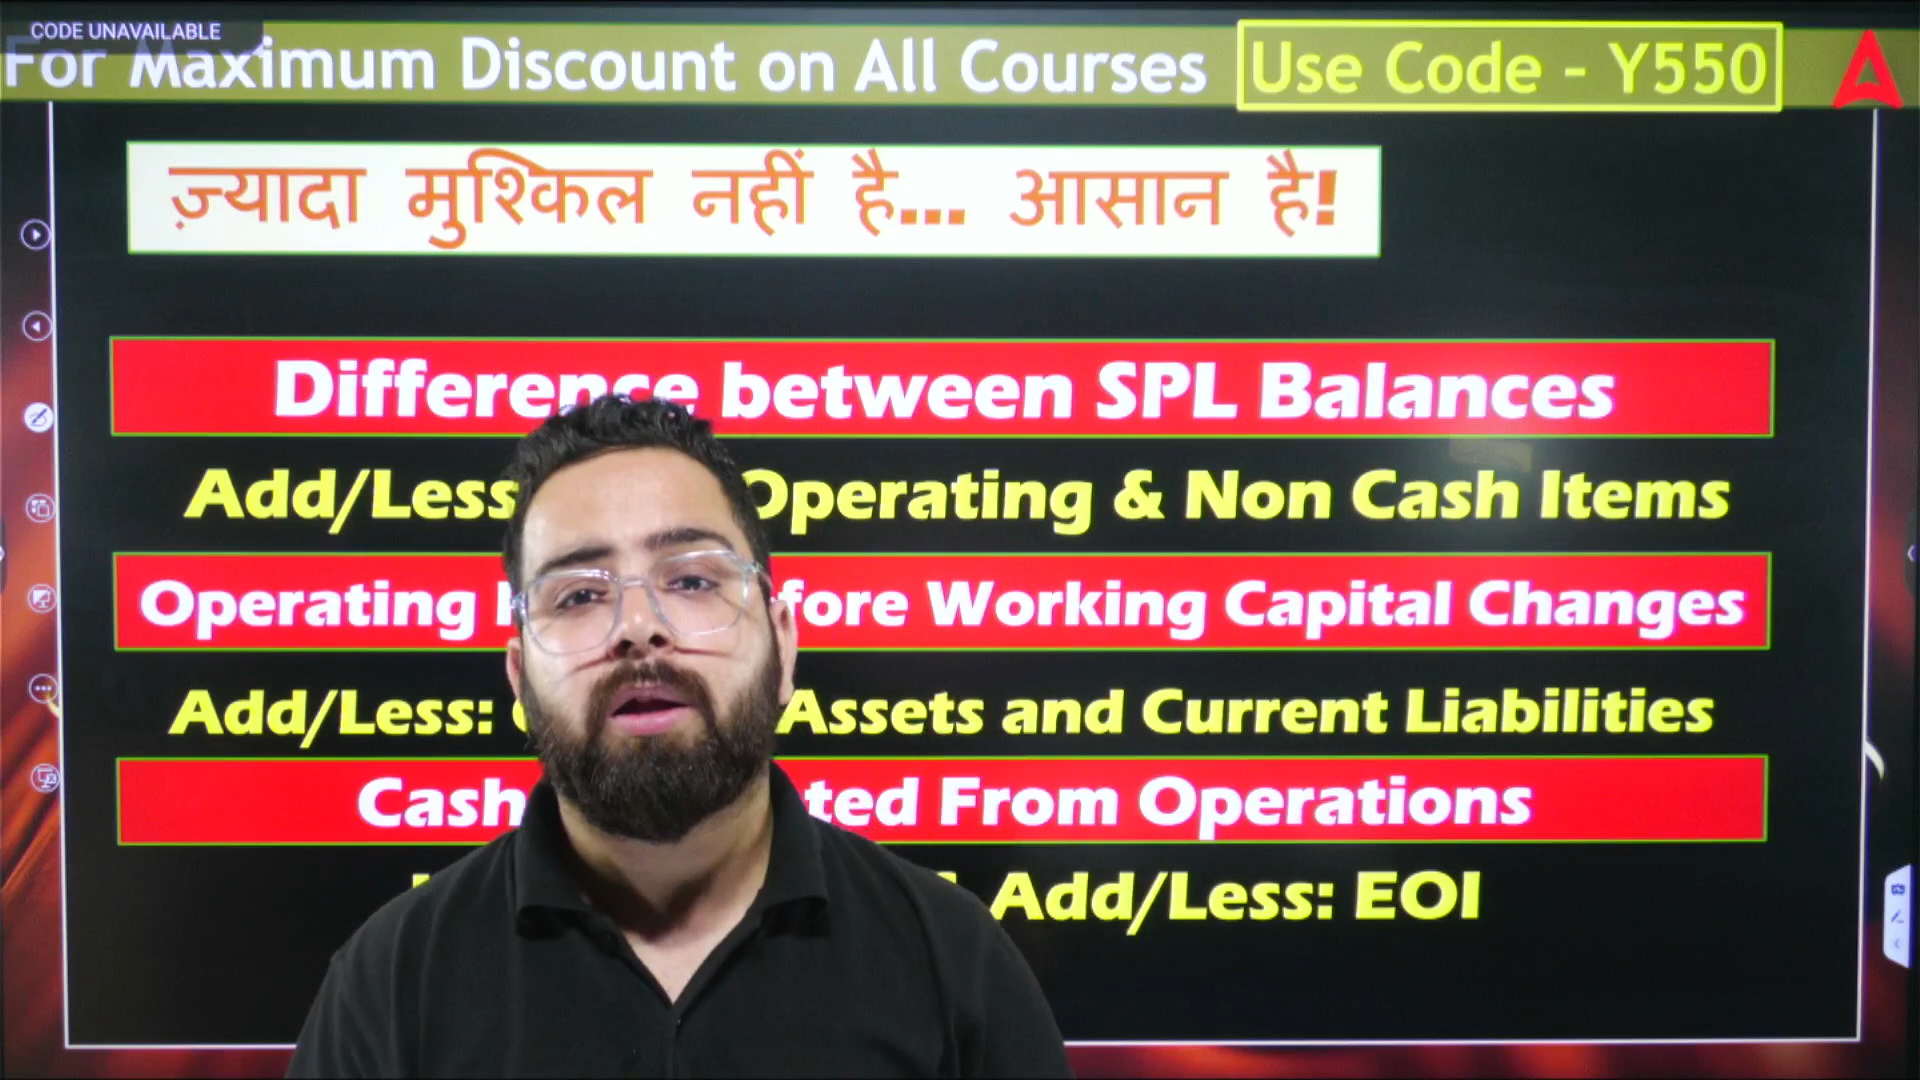 CODE UNAVAILABLE
For Maximum Discount on All Courses Use Code - Y550
ज़्यादा मुश्किल नहीं है... आसान है!
Difference between SPL Balances
Add/Less Operating & Non Cash Items
Operating Working Capital Changes
Add/Less: Assets and Current Liabilities
Cash From Operations
Add/Less: EOI